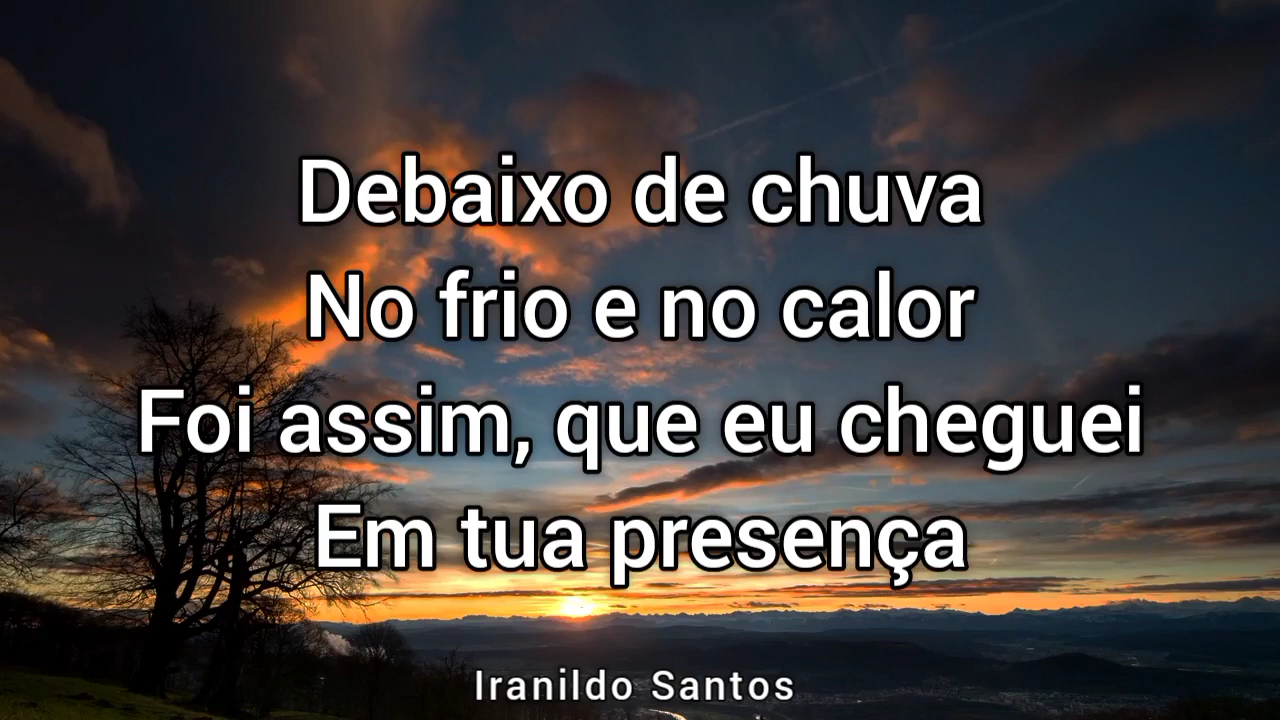 Debaixo de chuva
No frio e no calor
Foi assim, que eu cheguei
Em tua presença
Iranildo Santos